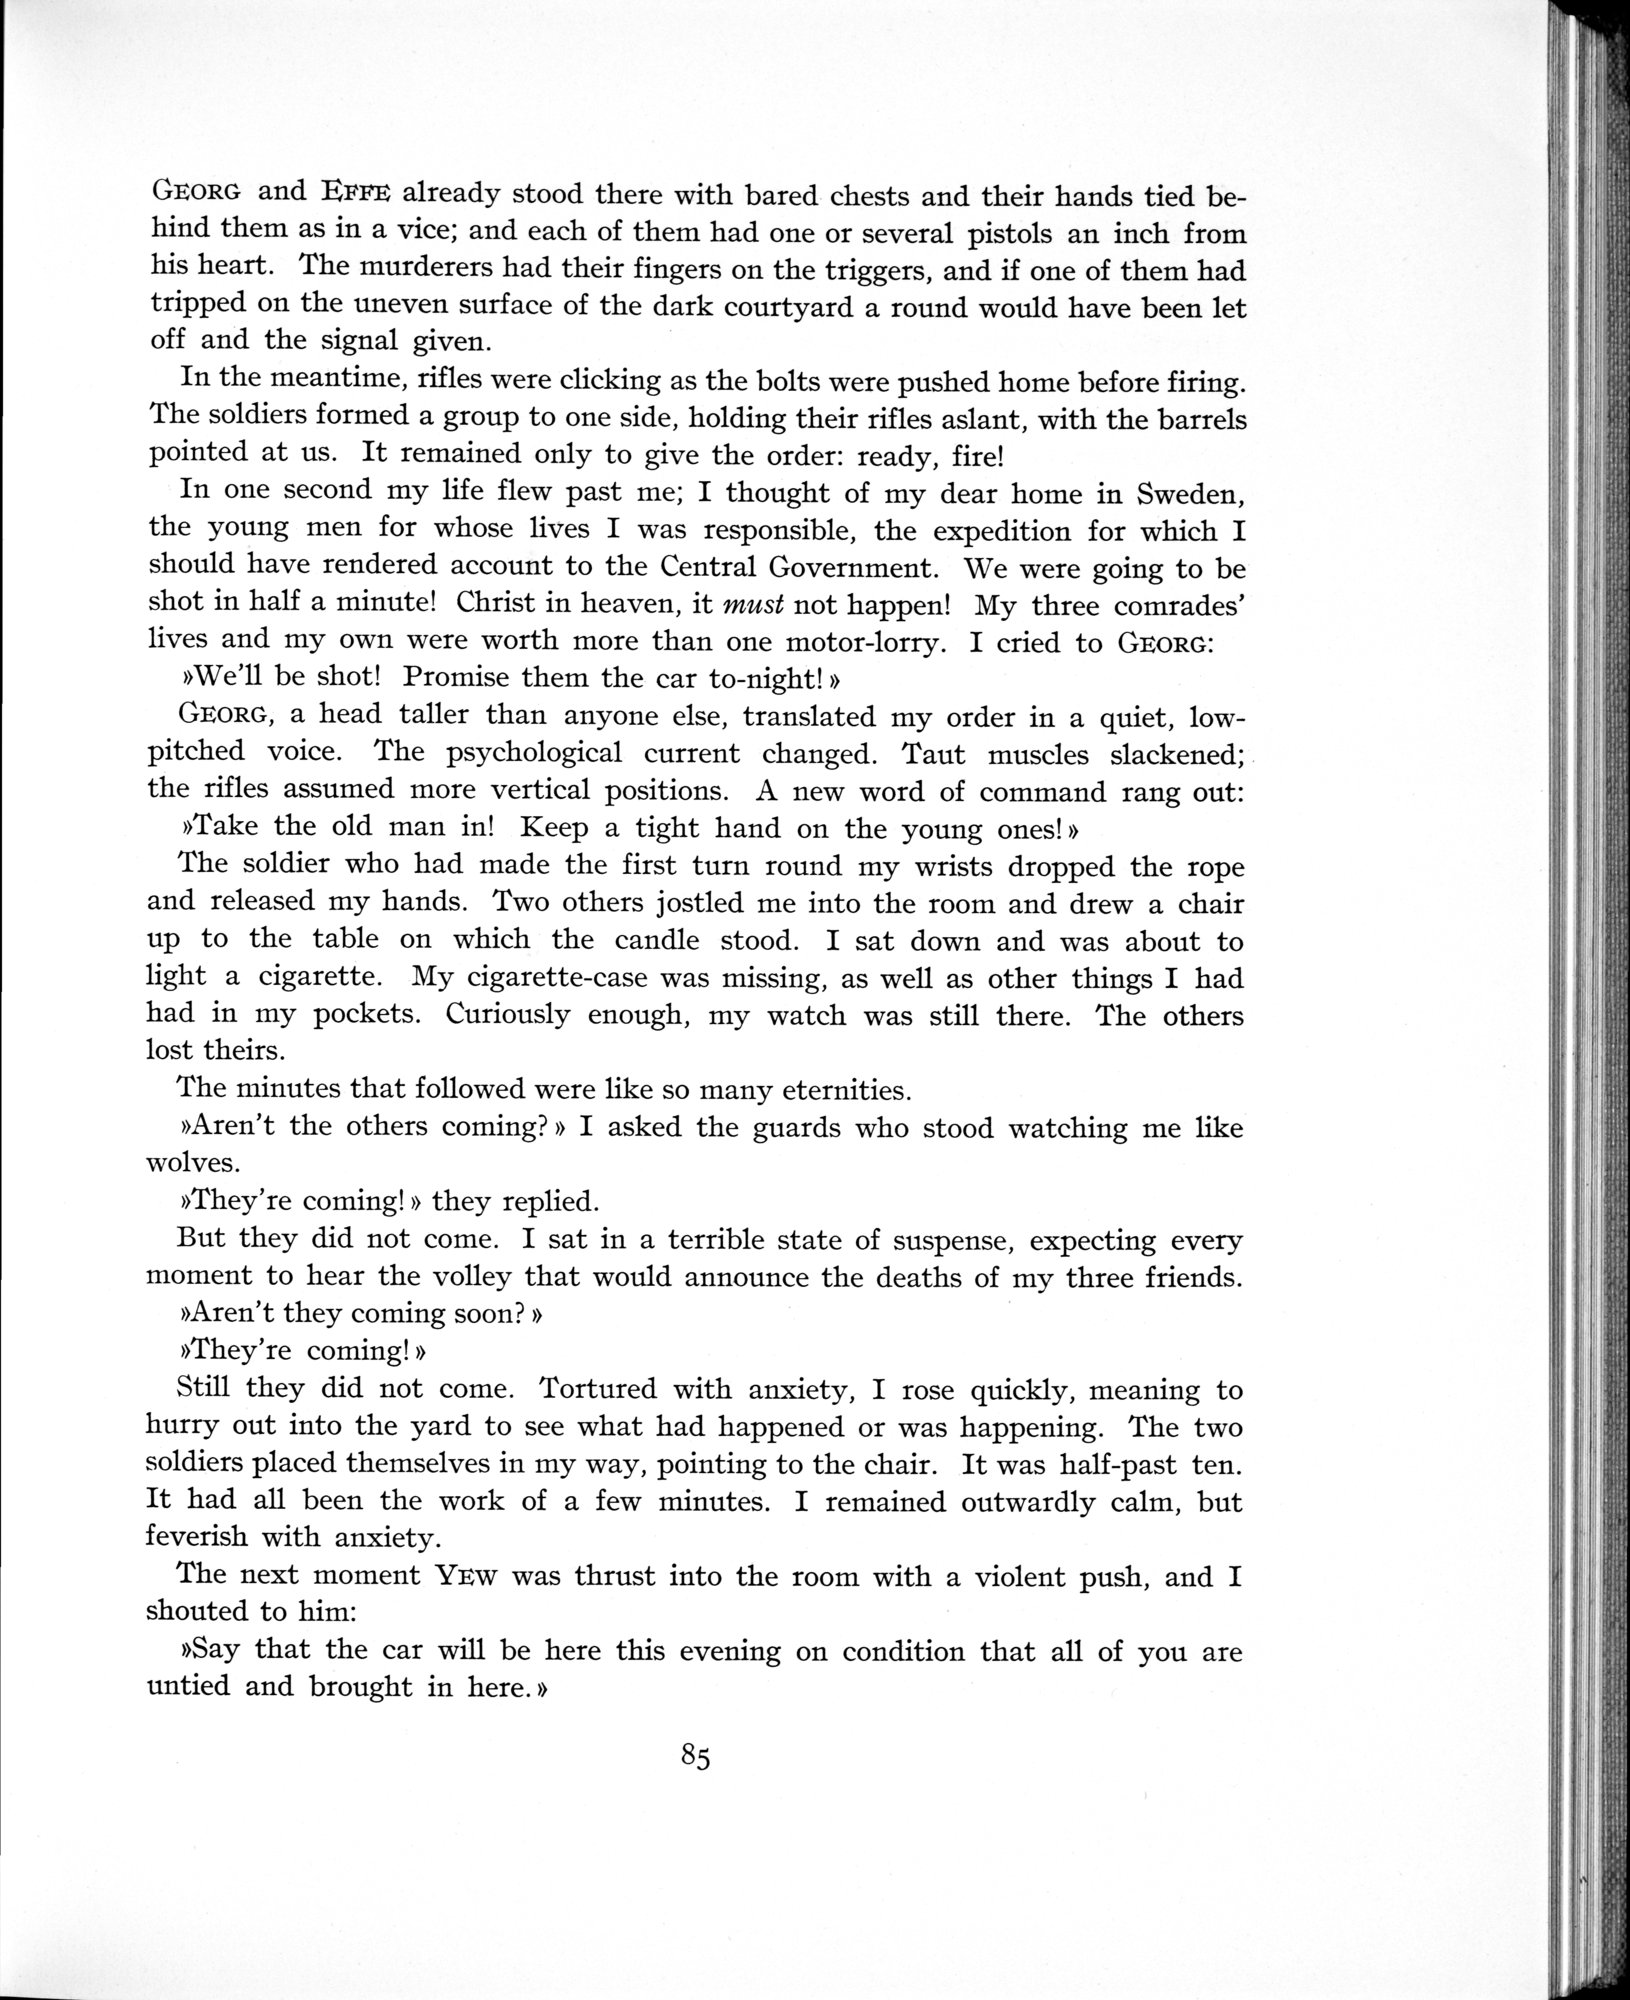 GEORG and EFFE already stood there with bared chests and their hands tied be-
hind them as in a vice; and each of them had one or several pistols an inch from
his heart. The murderers had their fingers on the triggers, and if one of them had
tripped on the uneven surface of the dark courtyard a round would have been let
off and the signal given.
In the meantime, rifles were clicking as the bolts were pushed home before firing.
The soldiers formed a group to one side, holding their rifles aslant, with the barrels
pointed at us. It remained only to give the order: ready, fire!
In one second my life flew past me; I thought of my dear home in Sweden,
the young men for whose lives I was responsible, the expedition for which I
should have rendered account to the Central Government. We were going to be
shot in half a minute! Christ in heaven, it must not happen! My three comrades'
lives and my own were worth more than one motor-lorry. I cried to GEORG:
»We'll be shot! Promise them the car to-night!»
GEORG, a head taller than anyone else, translated my order in a quiet, low-
pitched voice. The psychological current changed. Taut muscles slackened;
the rifles assumed more vertical positions. A new word of command rang out:
»Take the old man in! Keep a tight hand on the young ones!»
The soldier who had made the first turn round my wrists dropped the rope
and released my hands. Two others jostled me into the room and drew a chair
up to the table on which the candle stood. I sat down and was about to
light a cigarette. My cigarette-case was missing, as well as other things I had
had in my pockets. Curiously enough, my watch was still there. The others
lost theirs.
The minutes that followed were like so many eternities.
»Aren't the others coming?» I asked the guards who stood watching me like
wolves.
»They're coming!» they replied.
But they did not come. I sat in a terrible state of suspense, expecting every
moment to hear the volley that would announce the deaths of my three friends.
»Aren't they coming soon?»
»They're coming!»
Still they did not come. Tortured with anxiety, I rose quickly, meaning to
hurry out into the yard to see what had happened or was happening. The two
soldiers placed themselves in my way, pointing to the chair. It was half-past ten.
It had all been the work of a few minutes. I remained outwardly calm, but
feverish with anxiety.
The next moment YEW was thrust into the room with a violent push, and I
shouted to him:
»Say that the car will be here this evening on condition that all of you are
untied and brought in here.»
85